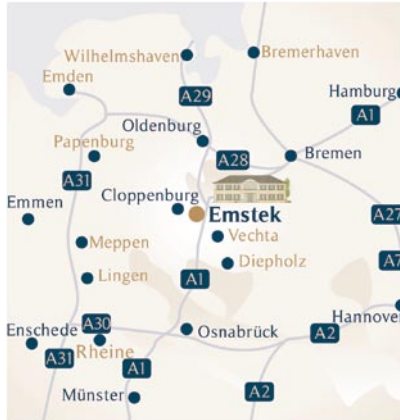 Wilhelmshaven
Bremerhaven
Emden
A29
Hamburg
A1
Oldenburg
A28
Bremen
Papenburg
A31
Cloppenburg
Emmen
Emstek
A27
Vechta
Meppen
Diepholz
A7
Lingen
A1
Hannover
A30
Enschede
Osnabrück
A2
Rheine
A31
A1
Münster
A2